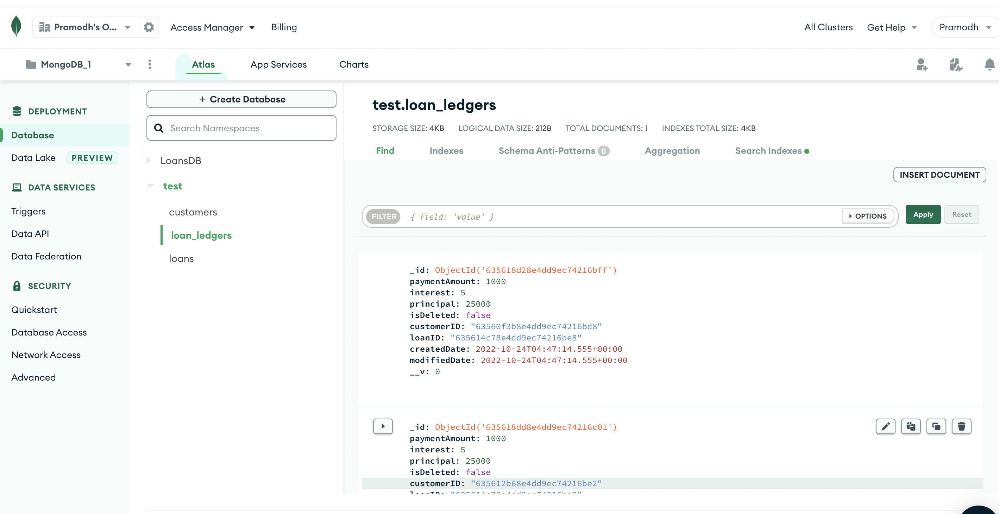 Pramodh's O...
Access Manager
Billing
All Clusters
Get Help
Pramodh
MongoDB_1
Atlas
App Services
Charts
DEPLOYMENT
Database
Data Lake PREVIEW
DATA SERVICES
Triggers
Data API
Data Federation
SECURITY
Quickstart
Database Access
Network Access
Advanced
+ Create Database
Search Namespaces
LoansDB
test
customers
loan_ledgers
loans
test.loan_ledgers
STORAGE SIZE: 4KB LOGICAL DATA SIZE: 212B TOTAL DOCUMENTS: 1 INDEXES TOTAL SIZE: 4KB
Find Indexes Schema Anti-Patterns 0 Aggregation Search Indexes
INSERT DOCUMENT
FILTER { field: 'value' } OPTIONS Apply Reset
_id: ObjectId('635618d28e4dd9ec74216bff')
paymentAmount: 1000
interest: 5
principal: 25000
isDeleted: false
customerID: "63560f3b8e4dd9ec74216bd8"
loanID: "635614c78e4dd9ec74216be8"
createdDate: 2022-10-24T04:47:14.555+00:00
modifiedDate: 2022-10-24T04:47:14.555+00:00
__v: 0
_id: ObjectId('635618dd8e4dd9ec74216c01')
paymentAmount: 1000
interest: 5
principal: 25000
isDeleted: false
customerID: "635612b68e4dd9ec74216be2"